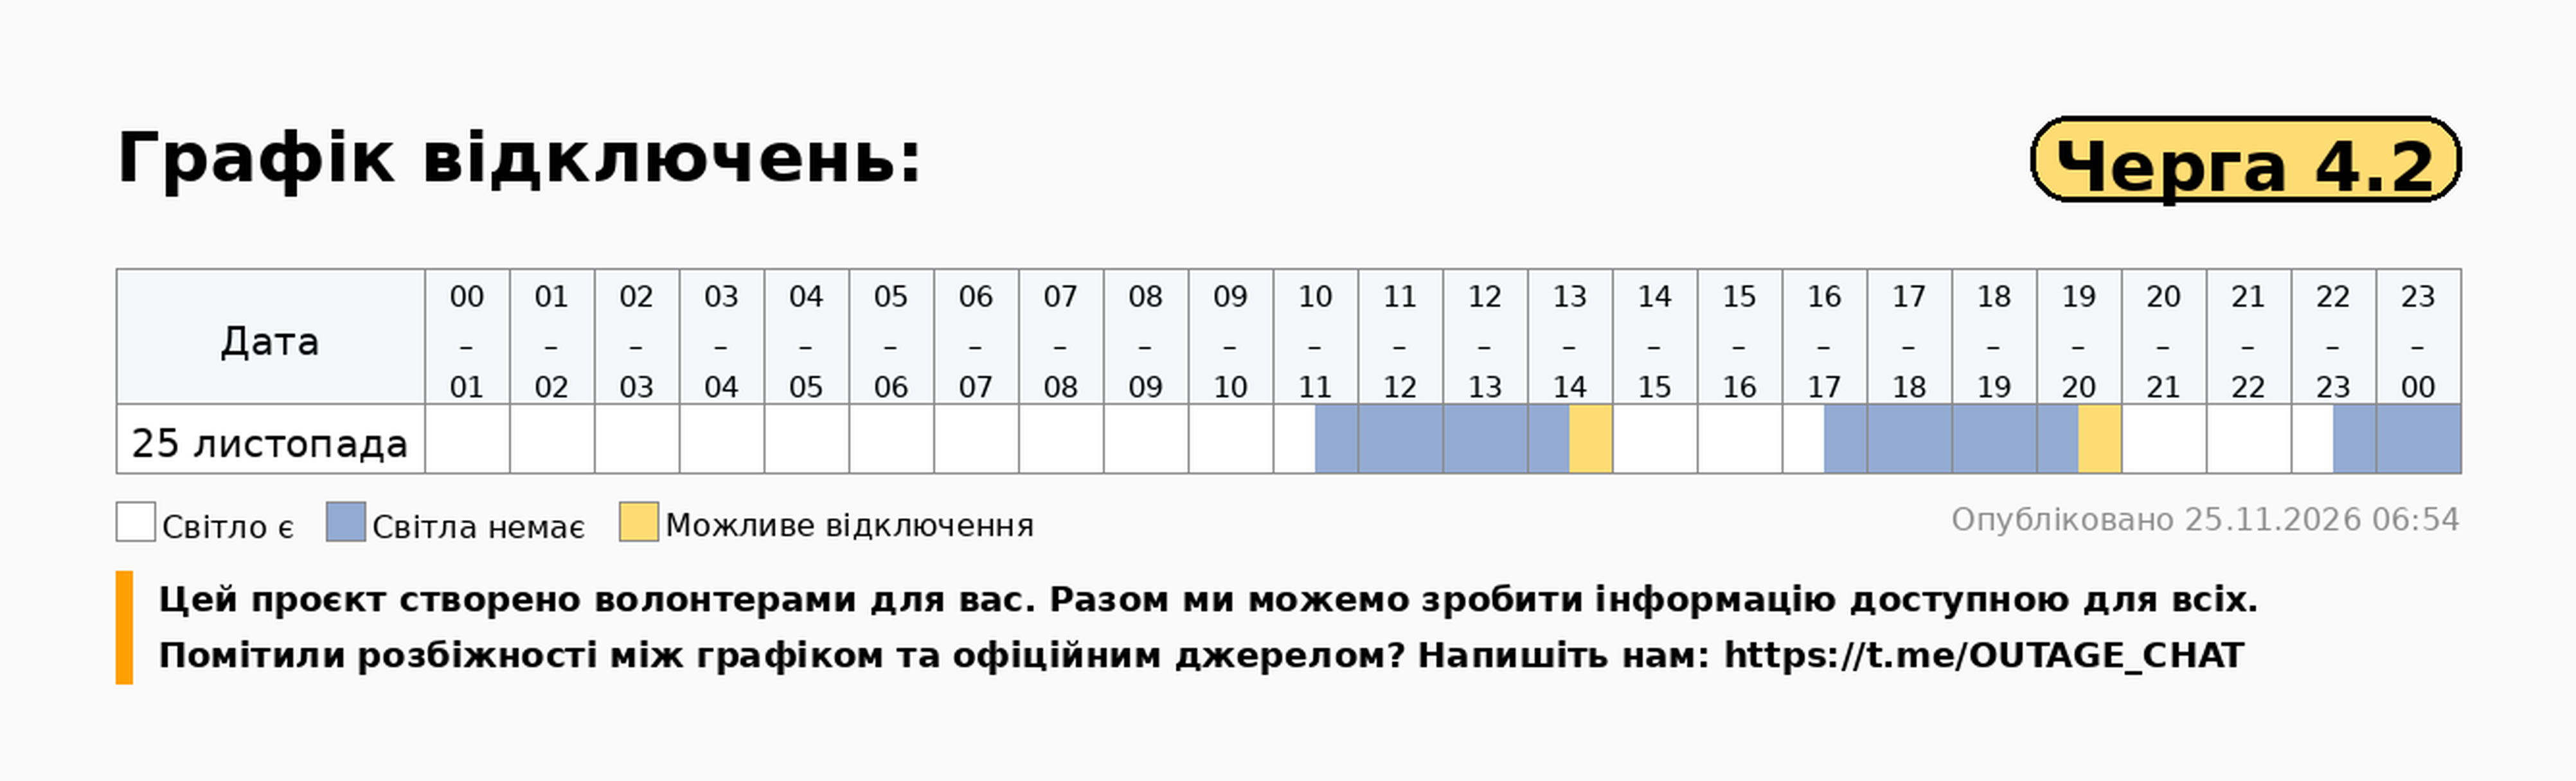 Графік відключень:
Черга 4.2
Дата
00 – 01
01 – 02
02 – 03
03 – 04
04 – 05
05 – 06
06 – 07
07 – 08
08 – 09
09 – 10
10 – 11
11 – 12
12 – 13
13 – 14
14 – 15
15 – 16
16 – 17
17 – 18
18 – 19
19 – 20
20 – 21
21 – 22
22 – 23
23 – 00
25 листопада
Світло є
Світла немає
Можливе відключення
Опубліковано 25.11.2026 06:54
Цей проєкт створено волонтерами для вас. Разом ми можемо зробити інформацію доступною для всіх.
Помітили розбіжності між графіком та офіційним джерелом? Напишіть нам: https://t.me/OUTAGE_CHAT